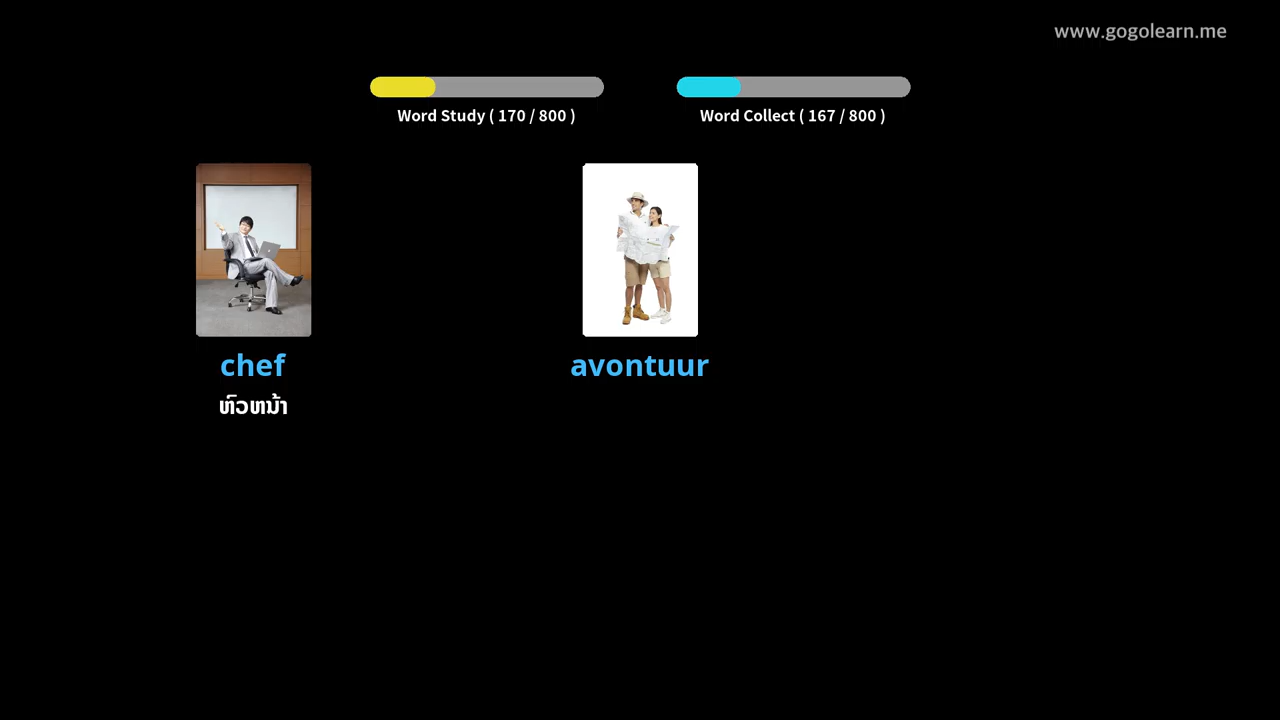 www.gogolearn.me
Word Study ( 170 / 800 )
Word Collect ( 167 / 800 )
chef
ຫົວຫນ້າ
avontuur